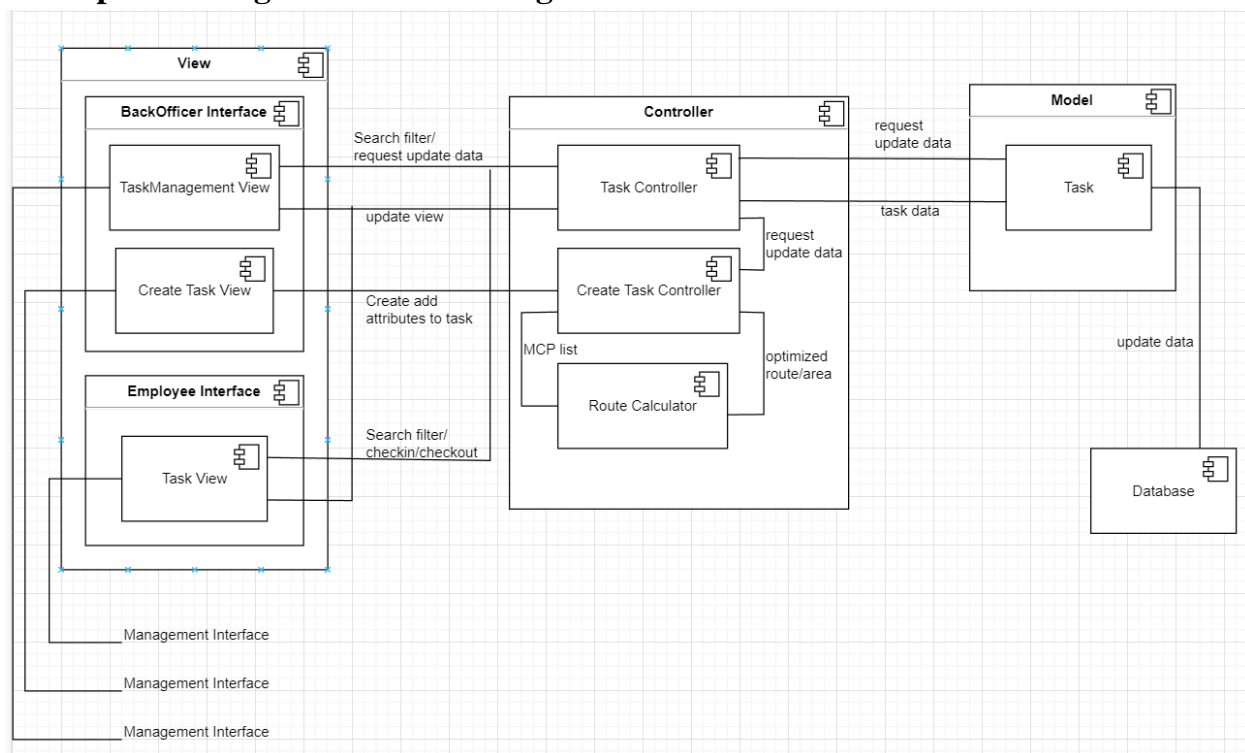 View
BackOfficer Interface
TaskManagement View
Create Task View
Employee Interface
Task View
Search filter/
request update data
update view
Create add
attributes to task
Search filter/
checkin/checkout
Controller
Task Controller
request
update data
Create Task Controller
MCP list
optimized
route/area
Route Calculator
request
update data
task data
Model
Task
update data
Database
Management Interface
Management Interface
Management Interface